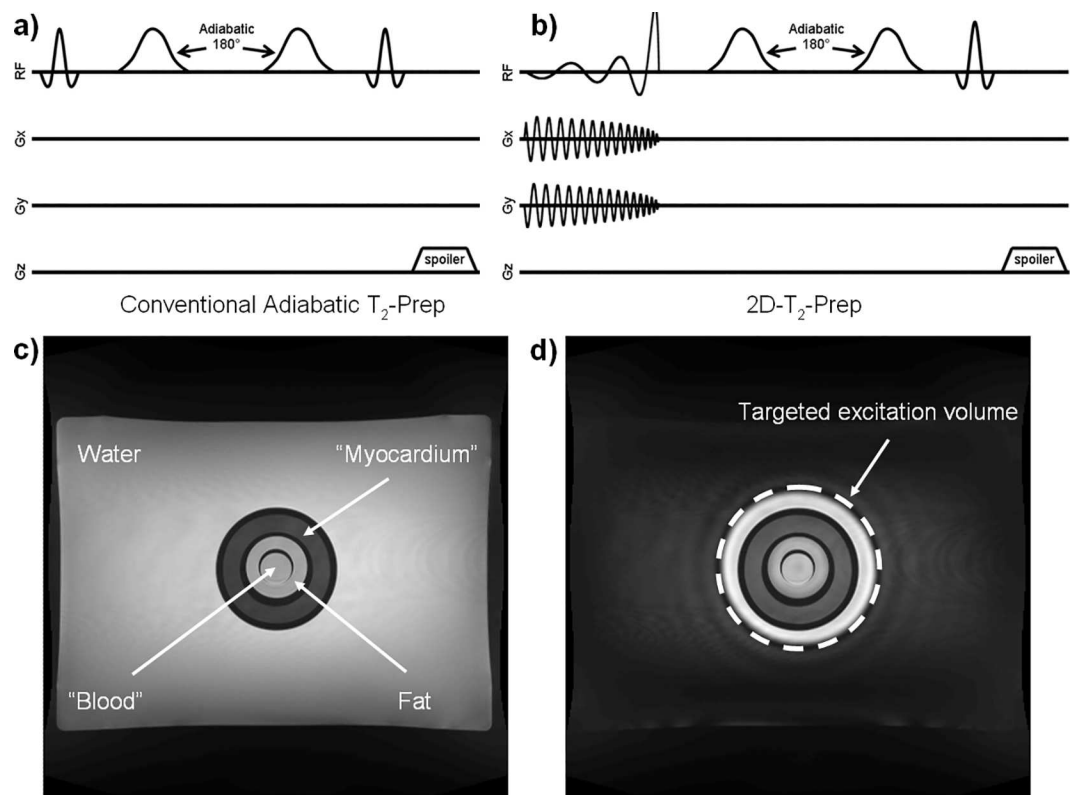 a)
Adiabatic
180°
RF
Gx
Gy
Gz
spoiler
Conventional Adiabatic T₂-Prep
b)
Adiabatic
180°
RF
Gx
Gy
Gz
spoiler
2D-T₂-Prep
c)
Water
"Myocardium"
"Blood"
Fat
d)
Targeted excitation volume